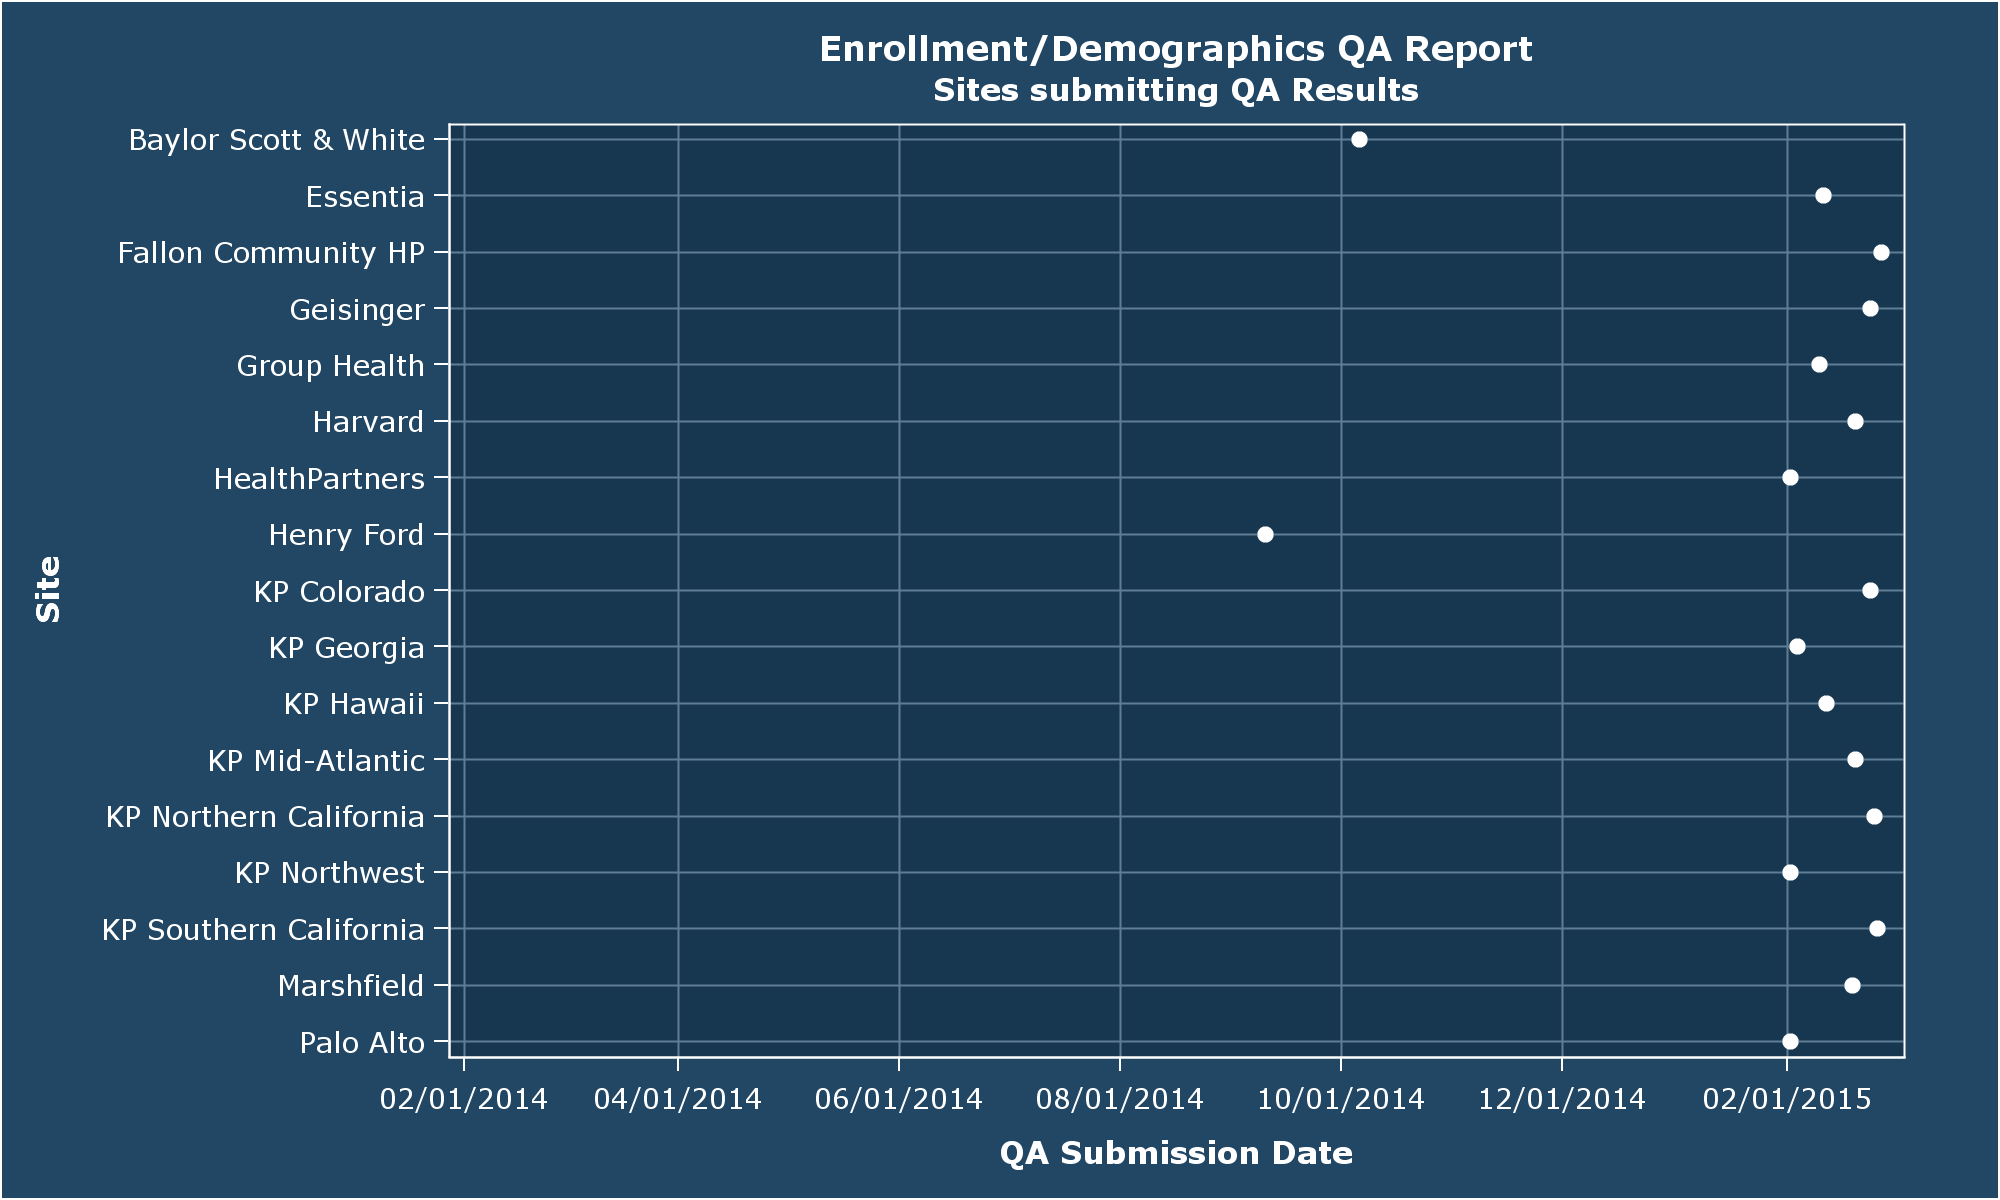 Enrollment/Demographics QA Report
Sites submitting QA Results
Site
Baylor Scott & White
Essentia
Fallon Community HP
Geisinger
Group Health
Harvard
HealthPartners
Henry Ford
KP Colorado
KP Georgia
KP Hawaii
KP Mid-Atlantic
KP Northern California
KP Northwest
KP Southern California
Marshfield
Palo Alto
02/01/2014 04/01/2014 06/01/2014 08/01/2014 10/01/2014 12/01/2014 02/01/2015
QA Submission Date